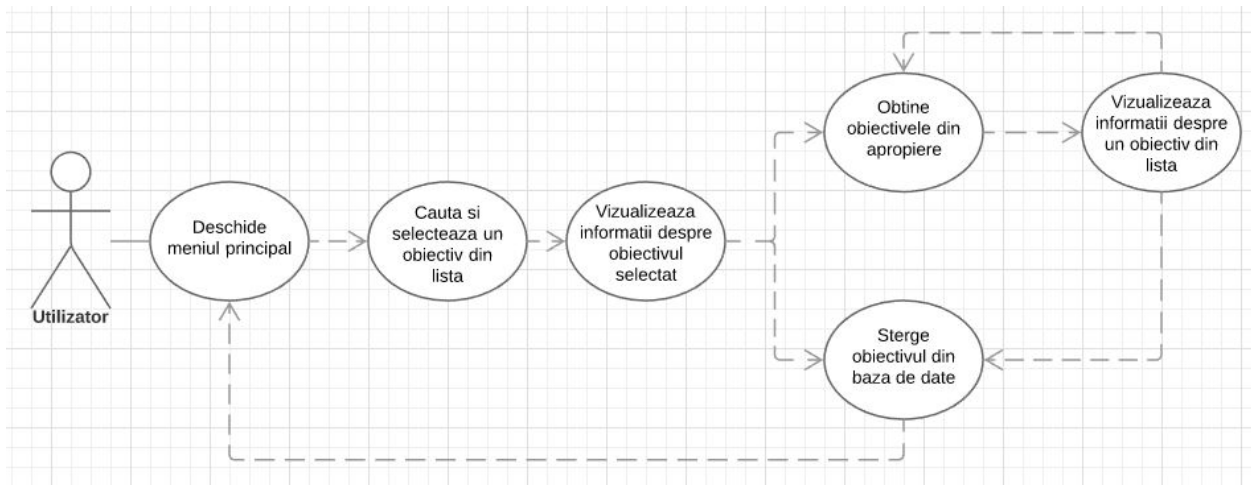 Utilizator
Deschide
meniul principal
Cauta si
selecteaza un
obiectiv din
lista
Vizualizeaza
informatii despre
obiectivul
selectat
Obtine
obiectivele din
apropiere
Vizualizeaza
informatii despre
un obiectiv din
lista
Sterge
obiectivul din
baza de date